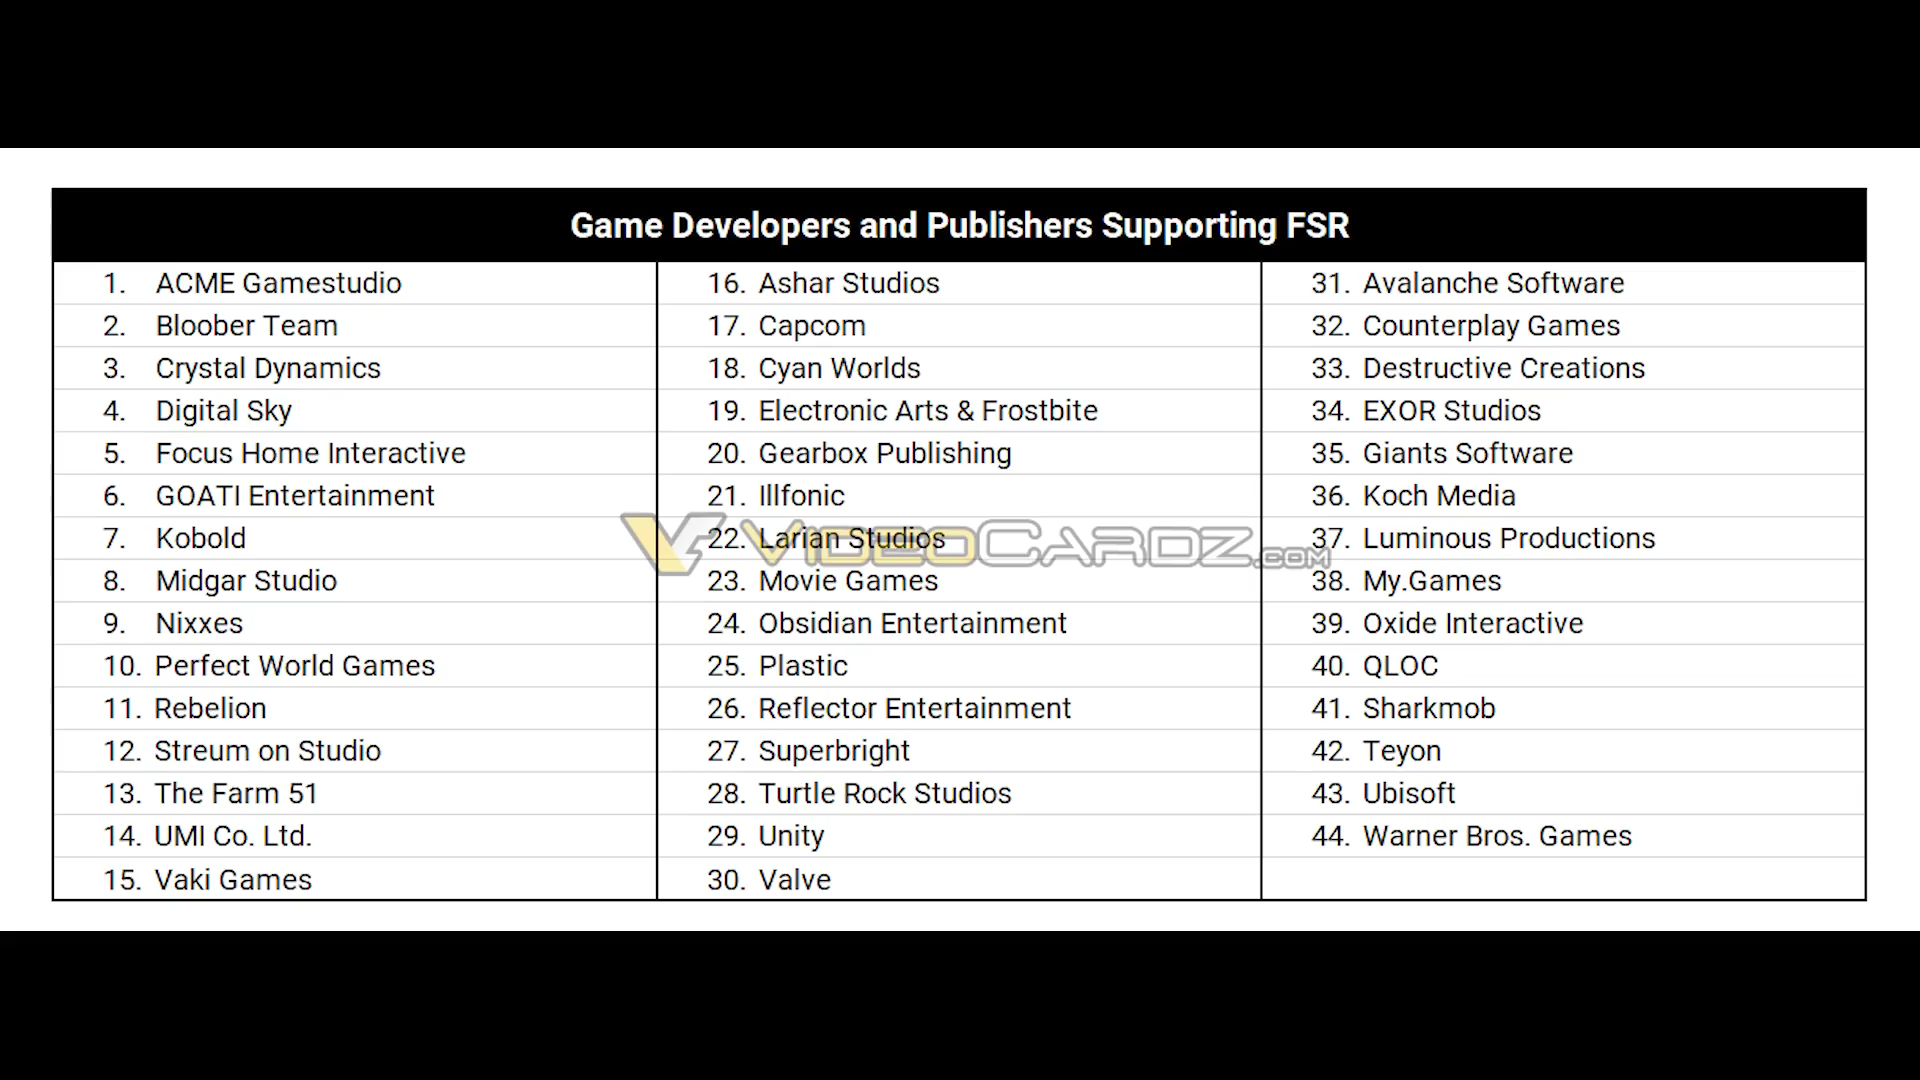 Game Developers and Publishers Supporting FSR
1. ACME Gamestudio
2. Bloober Team
3. Crystal Dynamics
4. Digital Sky
5. Focus Home Interactive
6. GOATI Entertainment
7. Kobold
8. Midgar Studio
9. Nixxes
10. Perfect World Games
11. Rebelion
12. Streum on Studio
13. The Farm 51
14. UMI Co. Ltd.
15. Vaki Games
16. Ashar Studios
17. Capcom
18. Cyan Worlds
19. Electronic Arts & Frostbite
20. Gearbox Publishing
21. Illfonic
22. Larian Studios
23. Movie Games
24. Obsidian Entertainment
25. Plastic
26. Reflector Entertainment
27. Superbright
28. Turtle Rock Studios
29. Unity
30. Valve
31. Avalanche Software
32. Counterplay Games
33. Destructive Creations
34. EXOR Studios
35. Giants Software
36. Koch Media
37. Luminous Productions
38. My.Games
39. Oxide Interactive
40. QLOC
41. Sharkmob
42. Teyon
43. Ubisoft
44. Warner Bros. Games
VIDEOCARDZ.COM